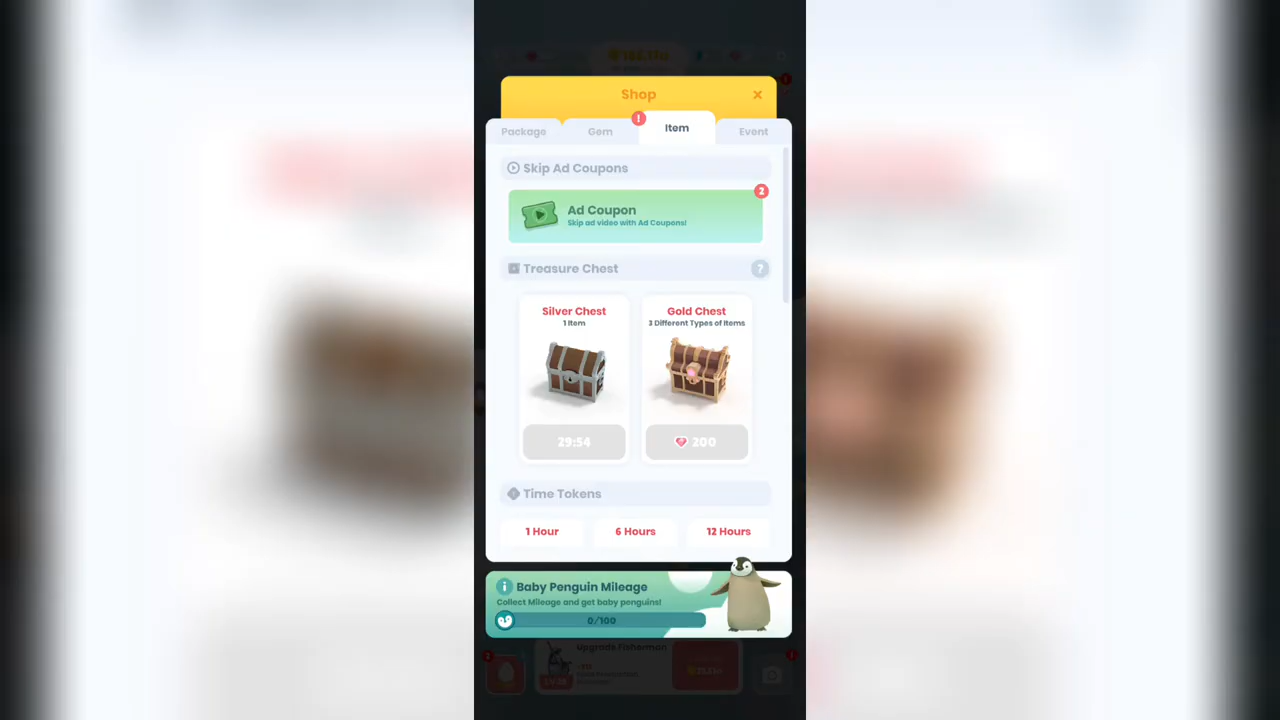 Shop
Package
Gem
!
Item
Event
Skip Ad Coupons
2
Ad Coupon
Skip ad video with Ad Coupons!
Treasure Chest
?
Silver Chest
1 Item
Gold Chest
3 Different Types of Items
29:54
200
Time Tokens
1 Hour
6 Hours
12 Hours
Baby Penguin Mileage
Collect Mileage and get baby penguins!
0/100
Upgrade Fisherman